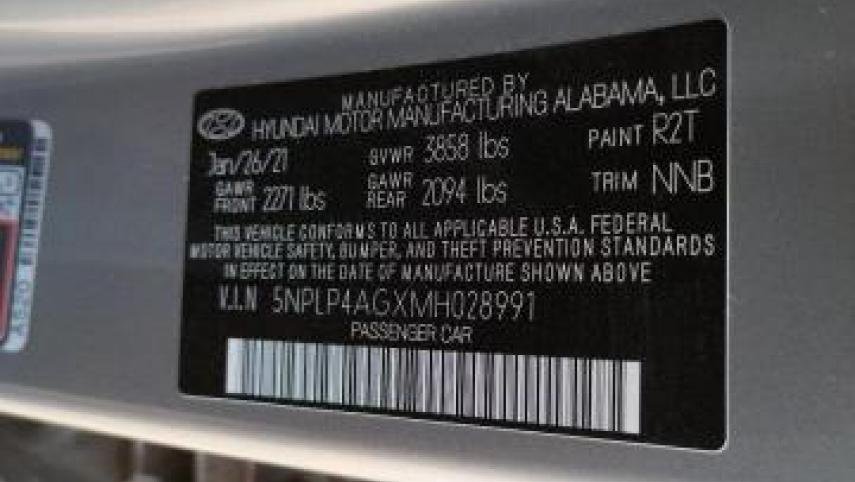 MANUFACTURED BY
HYUNDAI MOTOR MANUFACTURING ALABAMA, LLC
Jan/26/21 GVWR 3858 lbs PAINT R2T
GAWR FRONT 2271 lbs GAWR REAR 2094 lbs TRIM NNB
THIS VEHICLE CONFORMS TO ALL APPLICABLE U.S.A. FEDERAL
MOTOR VEHICLE SAFETY, BUMPER, AND THEFT PREVENTION STANDARDS
IN EFFECT ON THE DATE OF MANUFACTURE SHOWN ABOVE
V.I.N 5NPLP4AGXMH028991
PASSENGER CAR